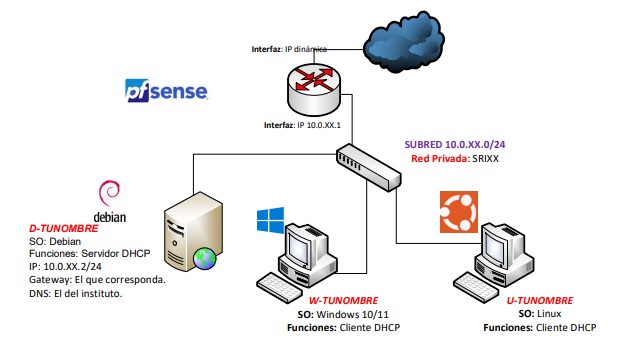 Interfaz: IP dinámica
pfsense
Interfaz: IP 10.0.XX.1
SUBRED 10.0.XX.0/24
Red Privada: SRIXX
debian
D-TUNOMBRE
SO: Debian
Funciones: Servidor DHCP
IP: 10.0.XX.2/24
Gateway: El que corresponda.
DNS: El del instituto.
W-TUNOMBRE
SO: Windows 10/11
Funciones: Cliente DHCP
U-TUNOMBRE
SO: Linux
Funciones: Cliente DHCP